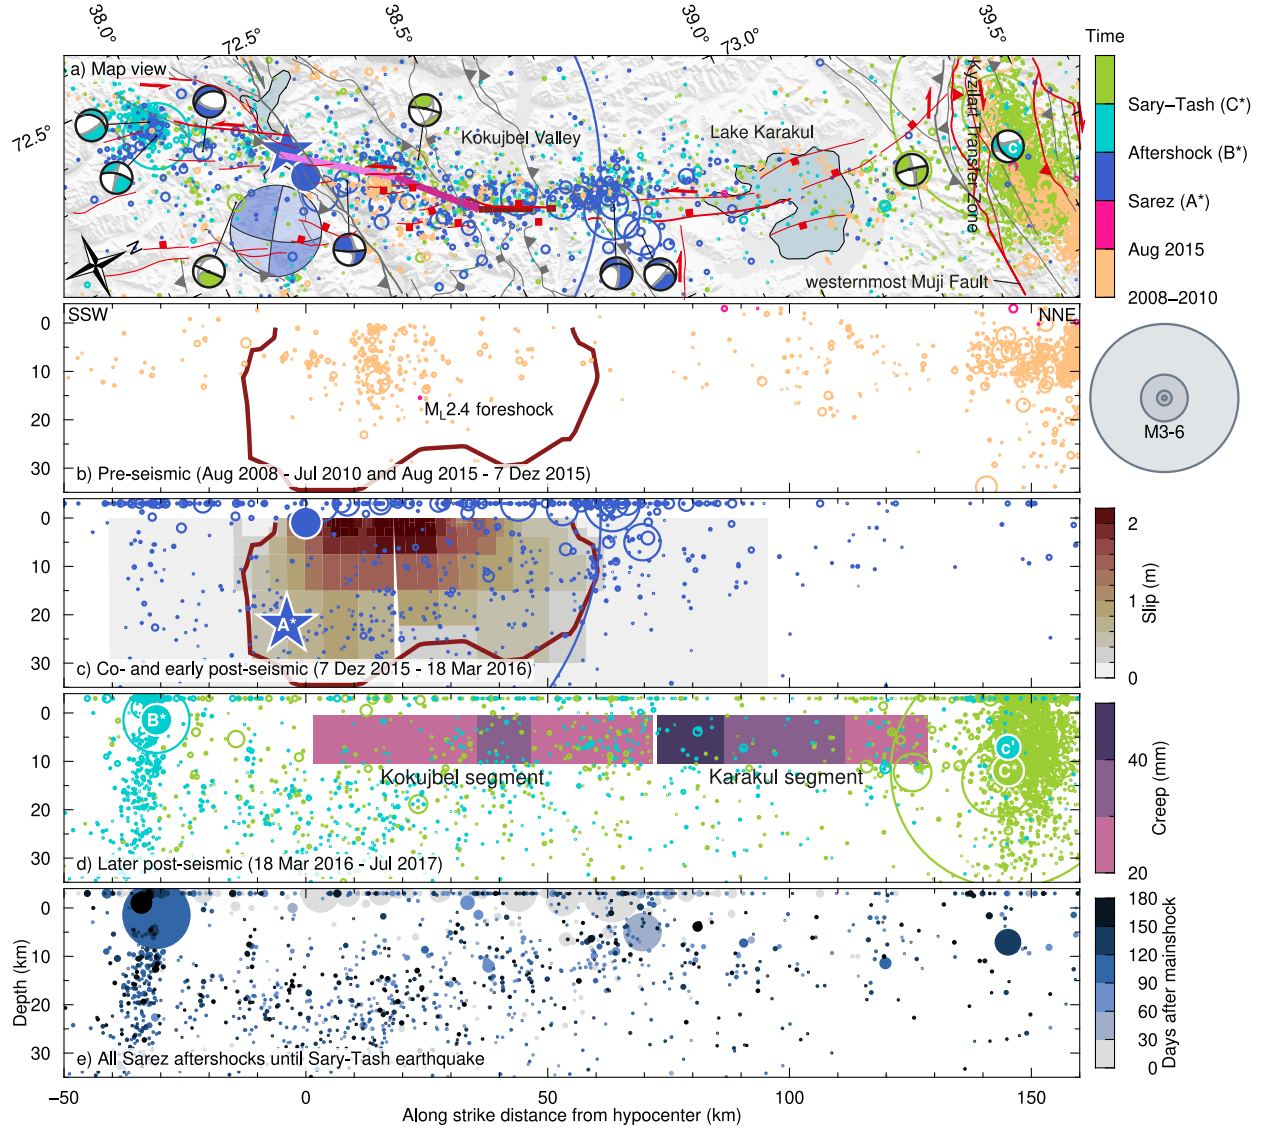 38.0°
72.5°
38.5°
39.0°
73.0°
39.5°
Time
a) Map view
Kokujbel Valley
Lake Karakul
Kyzilart Transfer Zone
72.5°
N
C
westernmost Muji Fault
Sary–Tash (C*)
Aftershock (B*)
Sarez (A*)
Aug 2015
2008–2010
SSW
NNE
0
10
20
30
ML2.4 foreshock
b) Pre-seismic (Aug 2008 - Jul 2010 and Aug 2015 - 7 Dez 2015)
M3-6
0
10
20
30
A*
c) Co- and early post-seismic (7 Dez 2015 - 18 Mar 2016)
2
1
0
Slip (m)
0
10
20
30
B*
Kokujbel segment
Karakul segment
d) Later post-seismic (18 Mar 2016 - Jul 2017)
40
20
Creep (mm)
0
10
20
30
Depth (km)
e) All Sarez aftershocks until Sary-Tash earthquake
180
150
120
90
60
30
0
Days after mainshock
−50
0
50
100
150
Along strike distance from hypocenter (km)